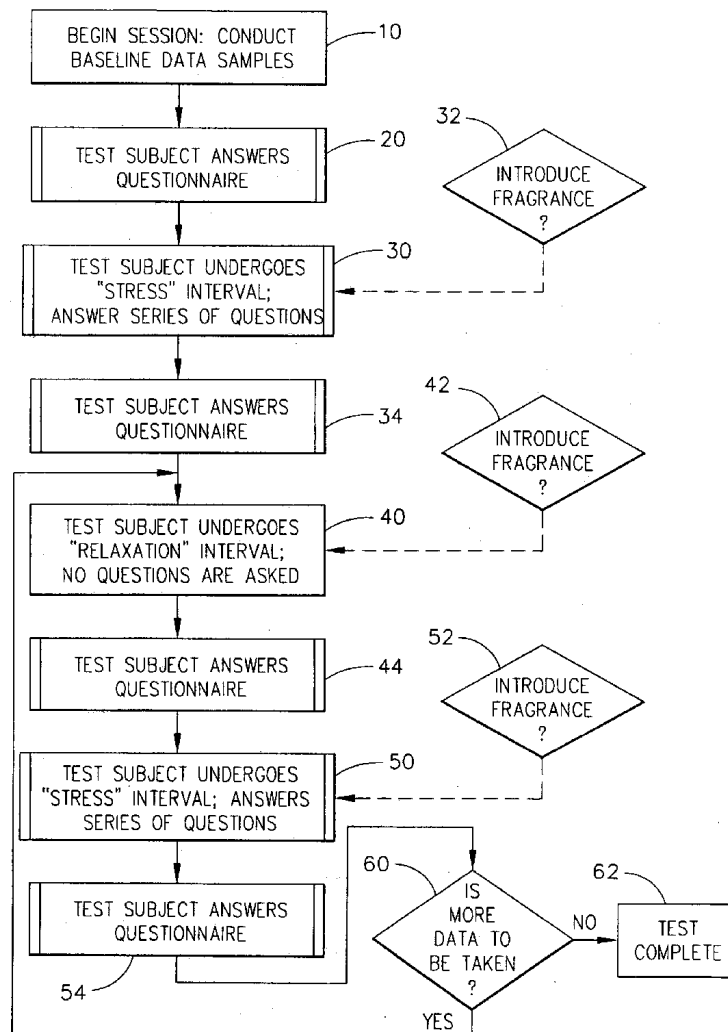 BEGIN SESSION: CONDUCT
BASELINE DATA SAMPLES
10
TEST SUBJECT ANSWERS
QUESTIONNAIRE
20
32
INTRODUCE
FRAGRANCE
?
TEST SUBJECT UNDERGOES
"STRESS" INTERVAL;
ANSWER SERIES OF QUESTIONS
30
TEST SUBJECT ANSWERS
QUESTIONNAIRE
34
42
INTRODUCE
FRAGRANCE
?
TEST SUBJECT UNDERGOES
"RELAXATION" INTERVAL;
NO QUESTIONS ARE ASKED
40
TEST SUBJECT ANSWERS
QUESTIONNAIRE
44
52
INTRODUCE
FRAGRANCE
?
TEST SUBJECT UNDERGOES
"STRESS" INTERVAL; ANSWERS
SERIES OF QUESTIONS
50
TEST SUBJECT ANSWERS
QUESTIONNAIRE
54
60
IS
MORE
DATA TO
BE TAKEN
?
NO
YES
62
TEST
COMPLETE